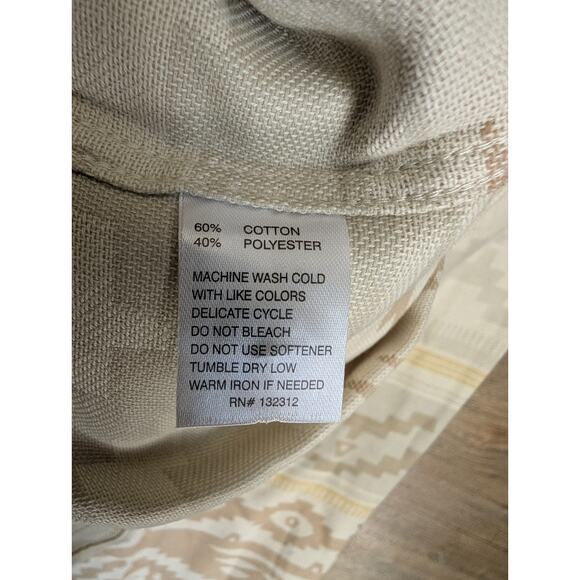 60% COTTON
40% POLYESTER
MACHINE WASH COLD
WITH LIKE COLORS
DELICATE CYCLE
DO NOT BLEACH
DO NOT USE SOFTENER
TUMBLE DRY LOW
WARM IRON IF NEEDED
RN# 132312